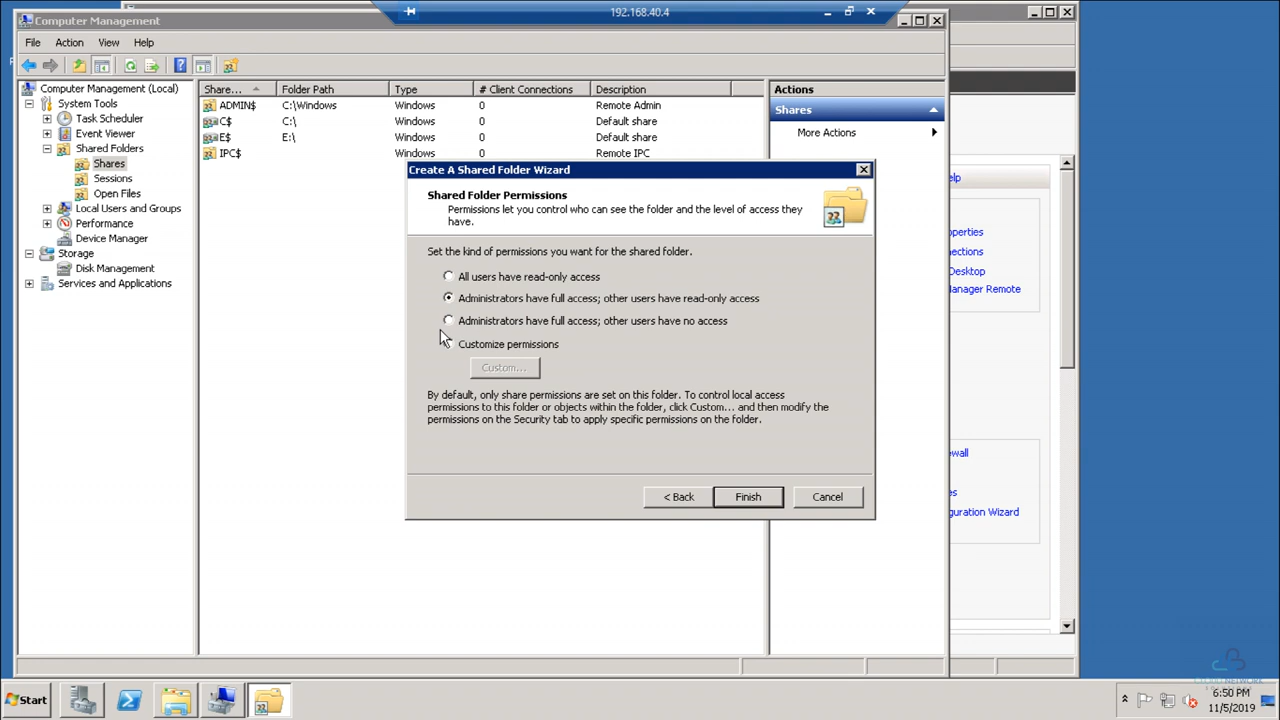 192.168.40.4
Computer Management
File Action View Help
Computer Management (Local)
System Tools
Task Scheduler
Event Viewer
Shared Folders
Shares
Sessions
Open Files
Local Users and Groups
Performance
Device Manager
Storage
Disk Management
Services and Applications
Share... Folder Path Type # Client Connections Description
ADMIN$ C:\Windows Windows 0 Remote Admin
C$ C:\ Windows 0 Default share
E$ E:\ Windows 0 Default share
IPC$ Windows 0 Remote IPC
Actions
Shares
More Actions
Create A Shared Folder Wizard
Shared Folder Permissions
Permissions let you control who can see the folder and the level of access they
have.
Set the kind of permissions you want for the shared folder.
All users have read-only access
Administrators have full access; other users have read-only access
Administrators have full access; other users have no access
Customize permissions
Custom...
By default, only share permissions are set on this folder. To control local access
permissions to this folder or objects within the folder, click Custom... and then modify the
permissions on the Security tab to apply specific permissions on the folder.
< Back Finish Cancel
elp
operties
ections
Desktop
anager Remote
ewall
es
guration Wizard
Start
6:50 PM
11/5/2019